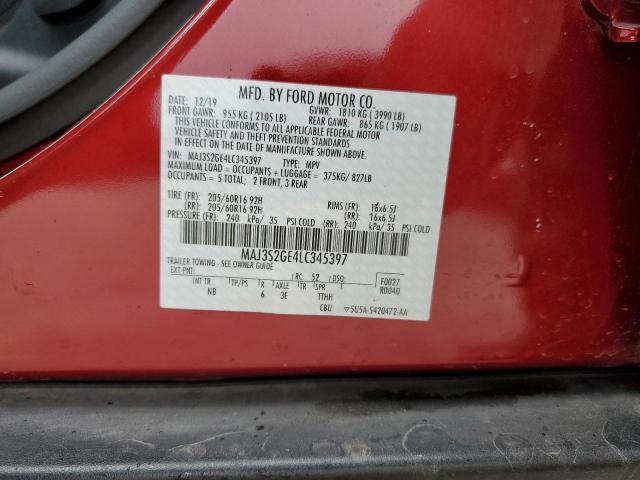 MFD. BY FORD MOTOR CO.
DATE: 12/19 GVWR: 1810 KG ( 3990 LB)
FRONT GAWR: 955 KG ( 2105 LB) REAR GAWR: 865 KG ( 1907 LB)
THIS VEHICLE CONFORMS TO ALL APPLICABLE FEDERAL MOTOR
VEHICLE SAFETY AND THEFT PREVENTION STANDARDS
IN EFFECT ON THE DATE OF MANUFACTURE SHOWN ABOVE.
VIN: MAJ3S2GE4LC345397 TYPE: MPV
MAXIMUM LOAD = OCCUPANTS + LUGGAGE = 375KG/ 827LB
OCCUPANTS = 5 TOTAL; 2 FRONT, 3 REAR
TIRE (FR): 205/60R16 92H RIMS (FR): 16x6.5J
(RR): 205/60R16 92H (RR): 16x6.5J
PRESSURE (FR): 240 kPa/ 35 PSI COLD (RR): 240 kPa/ 35 PSI COLD
MAJ3S2GE4LC345397
TRAILER TOWING - SEE OWNER GUIDE
EXT PNT: RC: 52 DSO: F0027
R0040
INT TR TP/PS R AXLE TR SPR
NB 6 3E TTHH
CBU ▽5U5A-5420472-AA